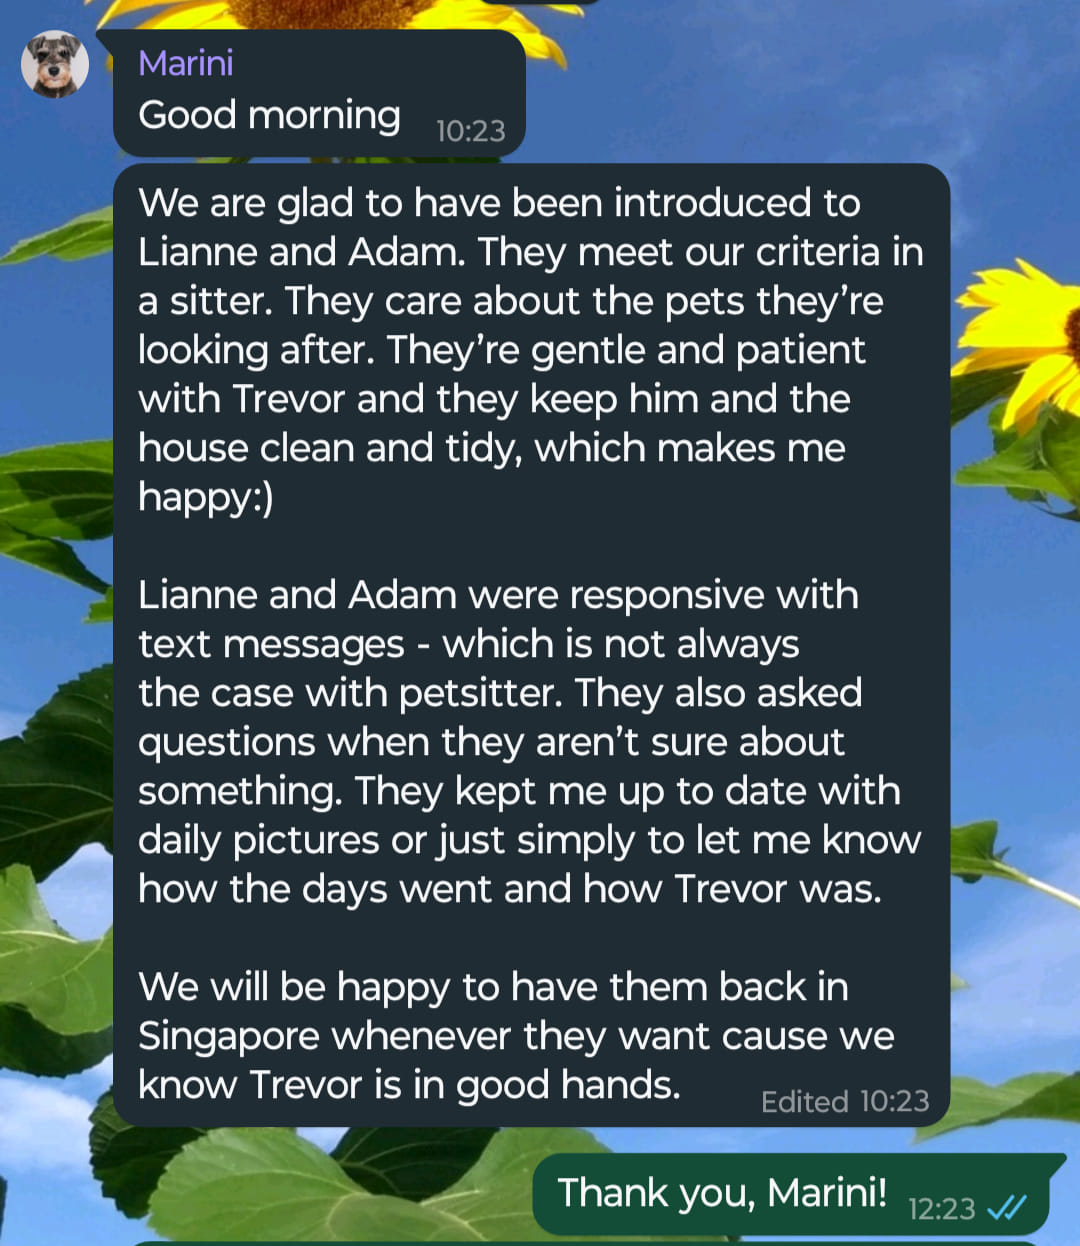 Marini
Good morning 10:23
We are glad to have been introduced to
Lianne and Adam. They meet our criteria in
a sitter. They care about the pets they're
looking after. They're gentle and patient
with Trevor and they keep him and the
house clean and tidy, which makes me
happy:)
Lianne and Adam were responsive with
text messages - which is not always
the case with petsitter. They also asked
questions when they aren't sure about
something. They kept me up to date with
daily pictures or just simply to let me know
how the days went and how Trevor was.
We will be happy to have them back in
Singapore whenever they want cause we
know Trevor is in good hands.
Edited 10:23
Thank you, Marini! 12:23